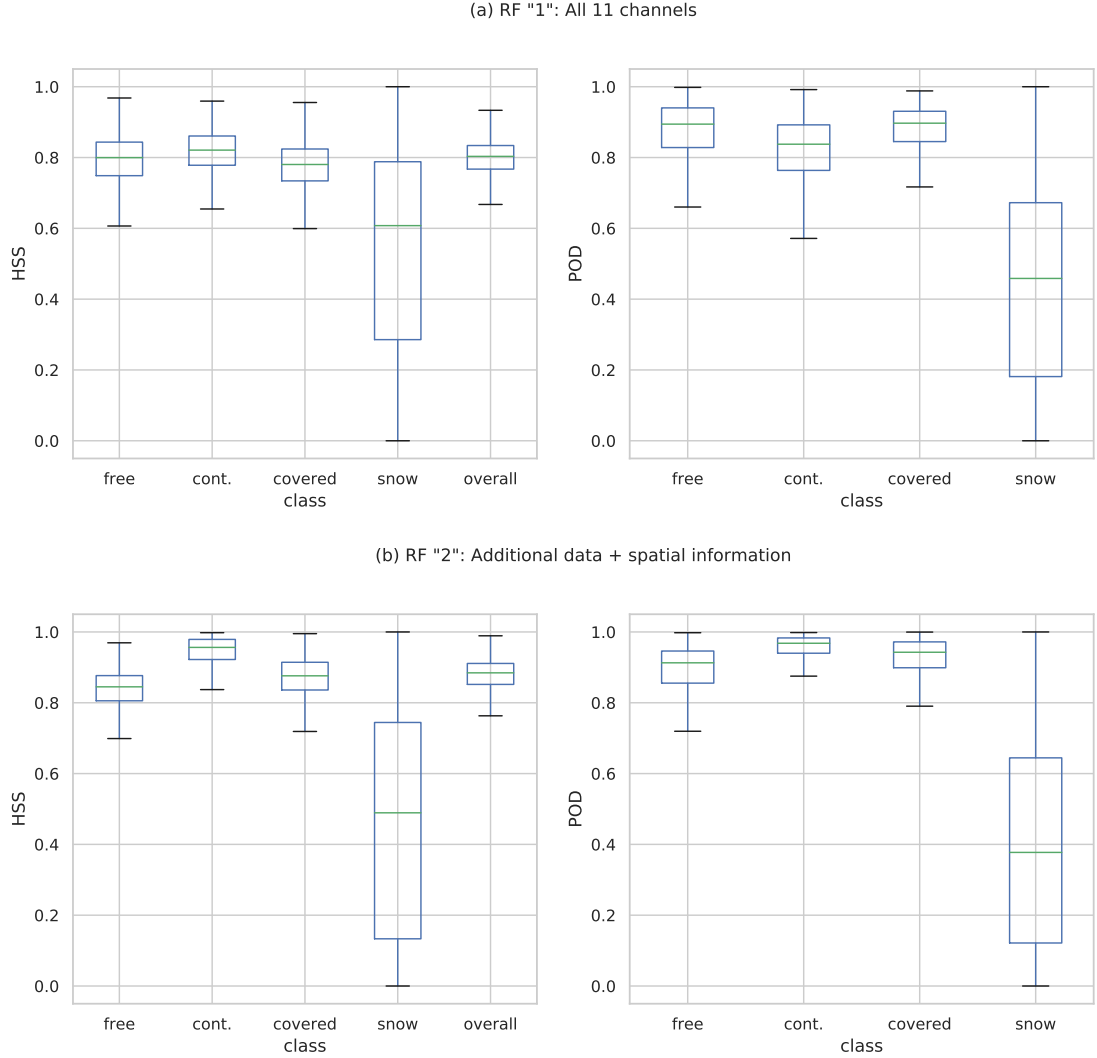 (a) RF "1": All 11 channels
HSS
1.0
0.8
0.6
0.4
0.2
0.0
free cont. covered snow overall
class
POD
1.0
0.8
0.6
0.4
0.2
0.0
free cont. covered snow
class
(b) RF "2": Additional data + spatial information
HSS
1.0
0.8
0.6
0.4
0.2
0.0
free cont. covered snow overall
class
POD
1.0
0.8
0.6
0.4
0.2
0.0
free cont. covered snow
class